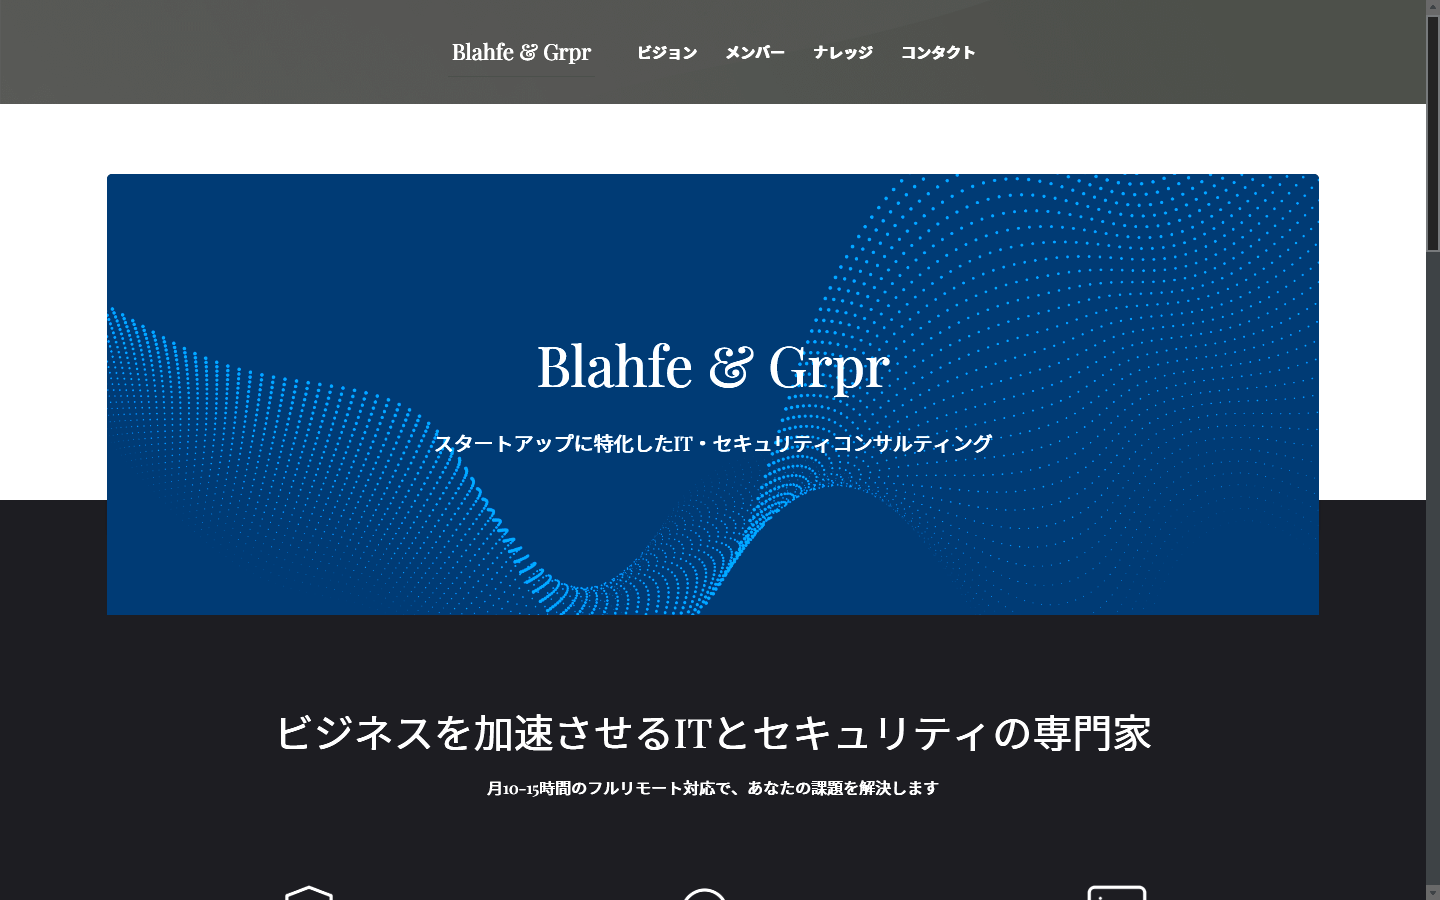 Blahfe & Grpr ビジョン メンバー ナレッジ コンタクト
Blahfe & Grpr
スタートアップに特化したIT・セキュリティコンサルティング
ビジネスを加速させるITとセキュリティの専門家
月10-15時間のフルリモート対応で、あなたの課題を解決します